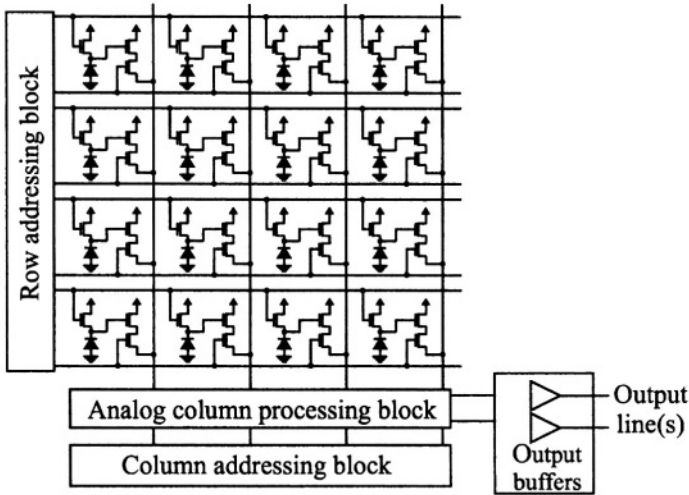 Row addressing block
Analog column processing block
Column addressing block
Output
line(s)
Output
buffers